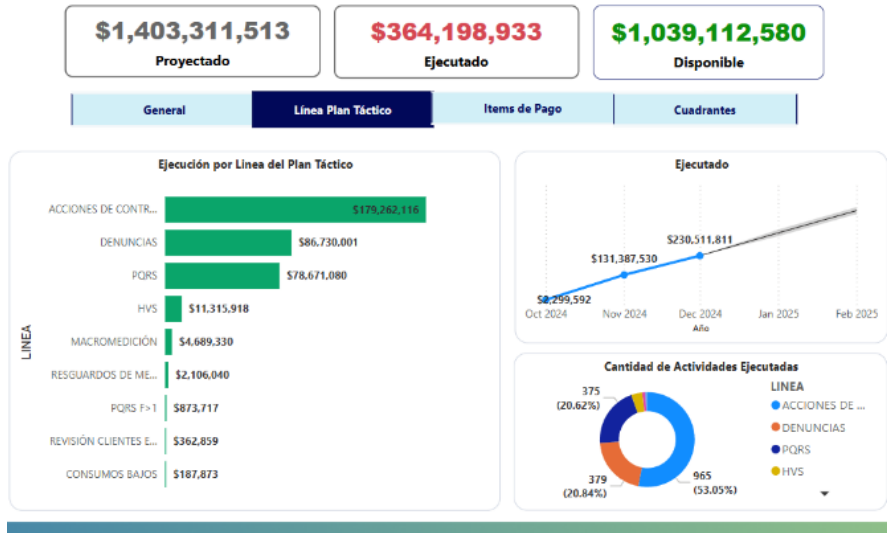 $1,403,311,513
Proyectado
$364,198,933
Ejecutado
$1,039,112,580
Disponible
General
Línea Plan Táctico
Items de Pago
Cuadrantes
Ejecución por Linea del Plan Táctico
LINEA
ACCIONES DE CONTR...
$179,262,116
DENUNCIAS
$86,730,001
PQRS
$78,671,080
HVS
$11,315,918
MACROMEDICIÓN
$4,689,330
RESGUARDOS DE ME...
$2,106,040
PQRS F>1
$873,717
REVISIÓN CLIENTES E...
$362,859
CONSUMOS BAJOS
$187,873
Ejecutado
$230,511,811
$131,387,530
$2,299,592
Oct 2024
Nov 2024
Dec 2024
Jan 2025
Feb 2025
Año
Cantidad de Actividades Ejecutadas
375
(20.62%)
379
(20.84%)
965
(53.05%)
LINEA
ACCIONES DE ...
DENUNCIAS
PQRS
HVS